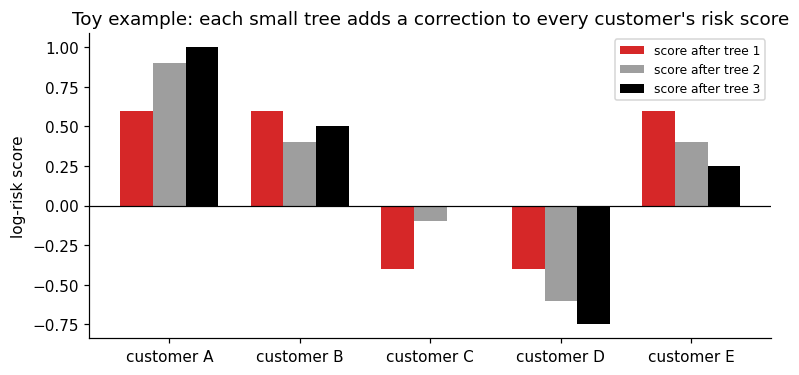 Toy example: each small tree adds a correction to every customer's risk score
score after tree 1
score after tree 2
score after tree 3
log-risk score
1.00
0.75
0.50
0.25
0.00
−0.25
−0.50
−0.75
customer A customer B customer C customer D customer E